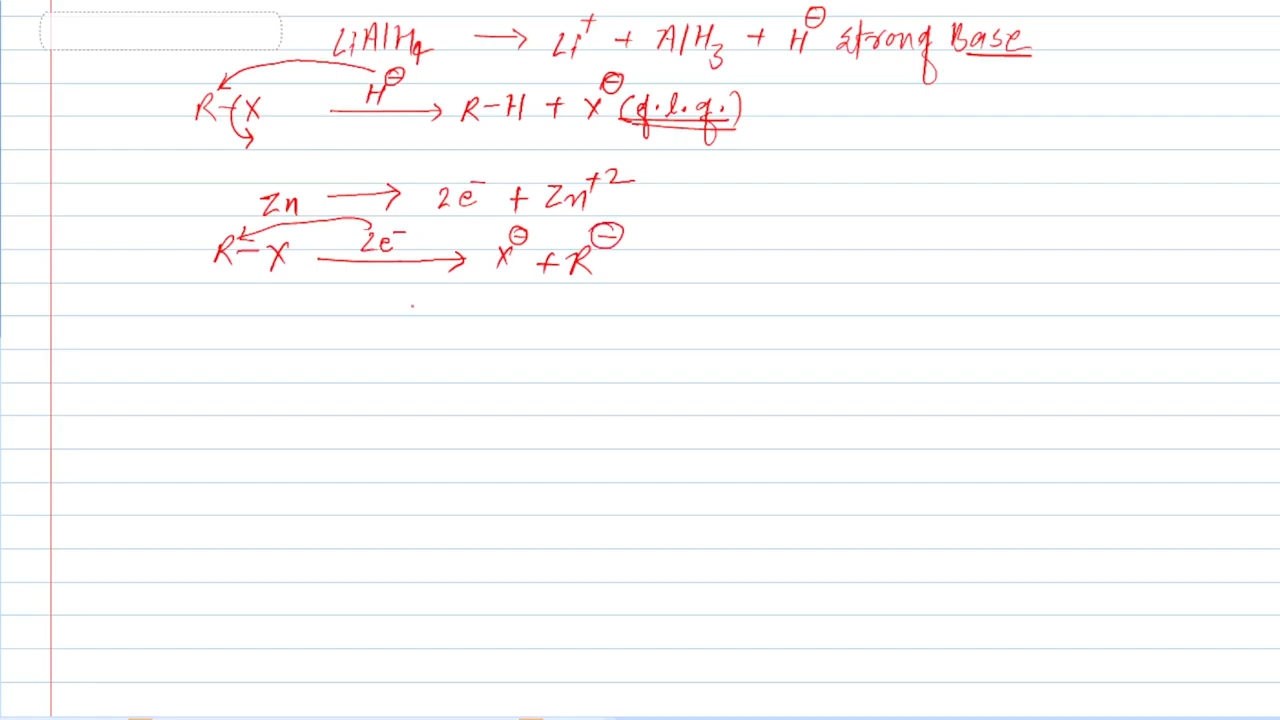 LiAlH₄ → Li⁺ + AlH₃ + H⊖ strong Base
R-X H⊖ → R-H + X⊖ (g.l.g.)
Zn → 2e⁻ + Zn⁺²
R-X 2e⁻ → X⊖ + R⊖